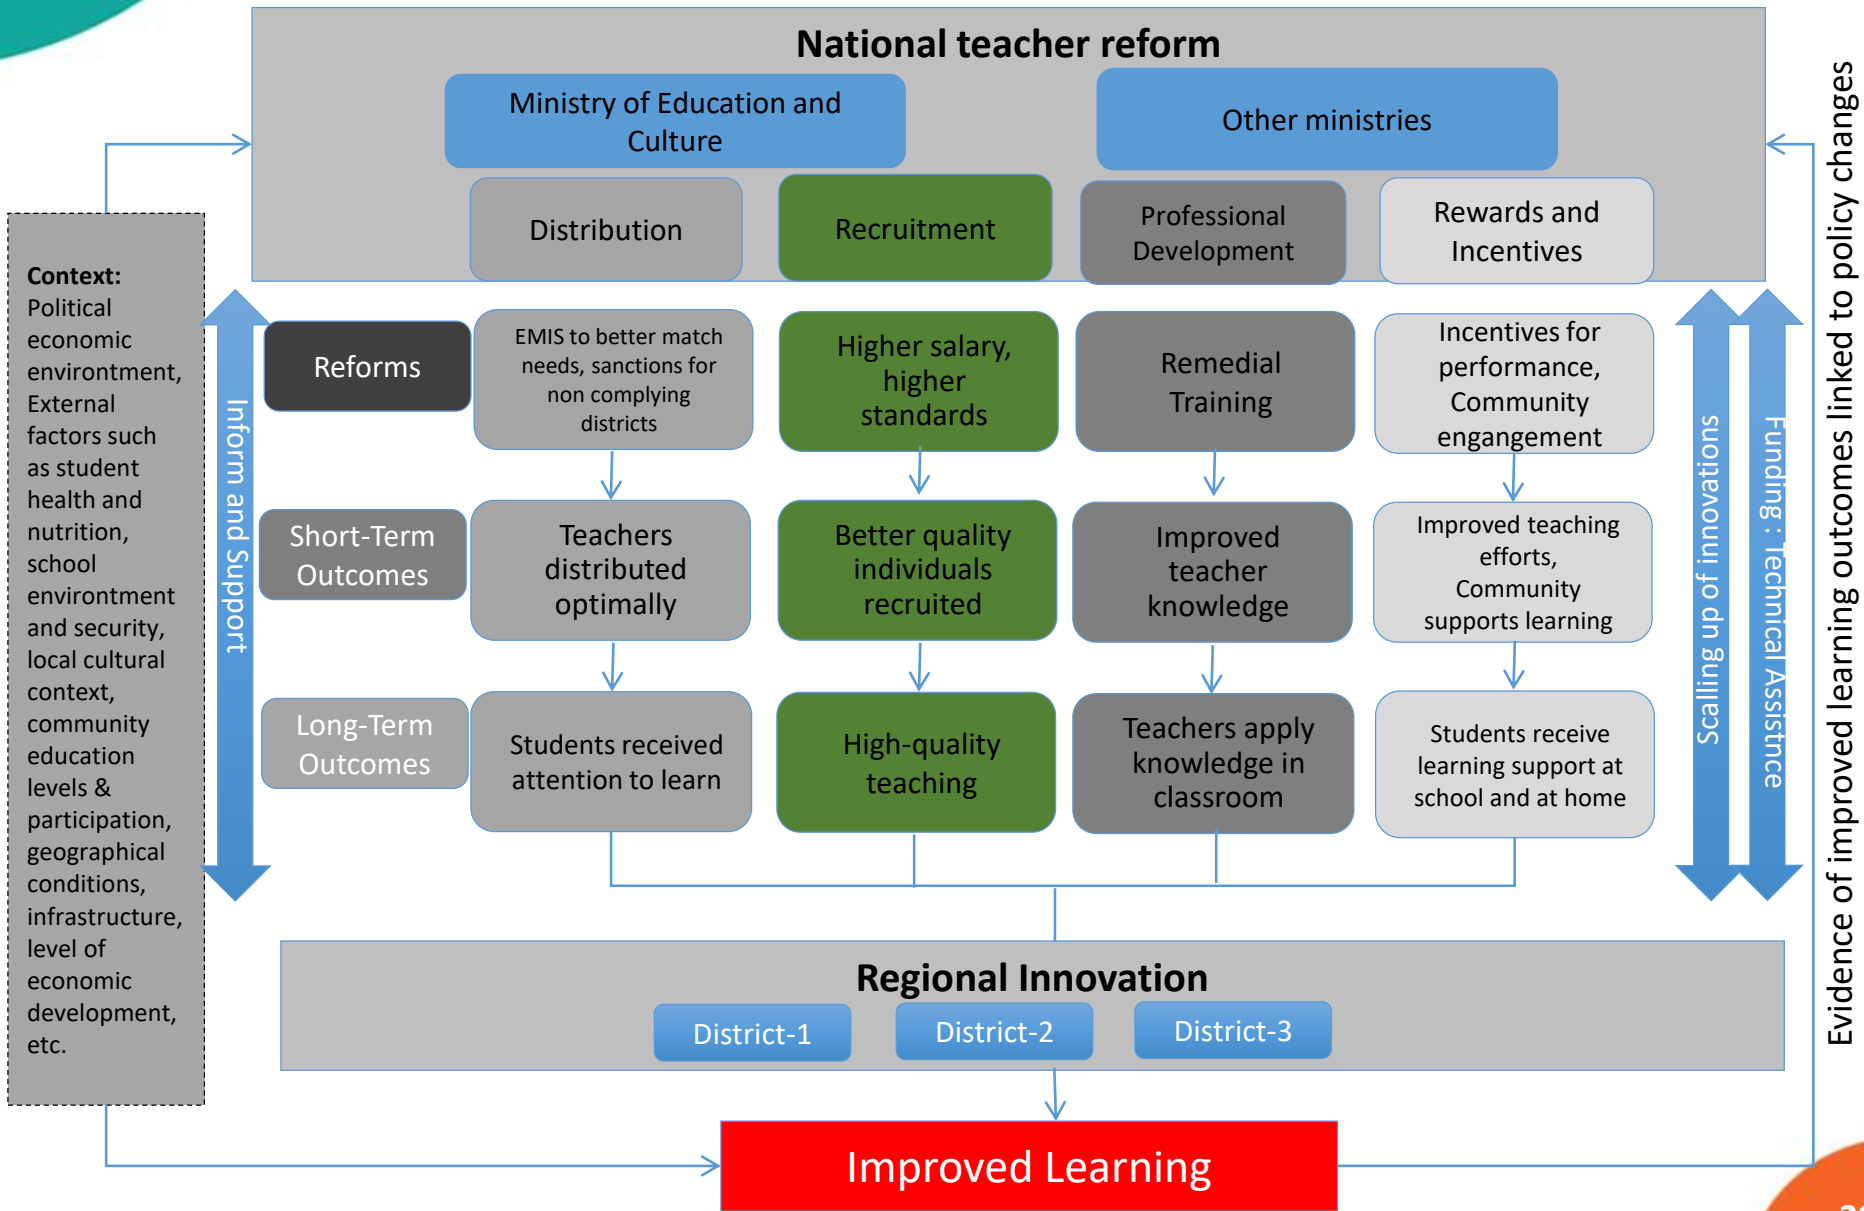 National teacher reform
Ministry of Education and
Culture
Other ministries
Distribution
Recruitment
Professional
Development
Rewards and
Incentives
Context:
Political
economic
environtment,
External
factors such
as student
health and
nutrition,
school
environtment
and security,
local cultural
context,
community
education
levels &
participation,
geographical
conditions,
infrastructure,
level of
economic
development,
etc.
Inform and Support
Reforms
EMIS to better match
needs, sanctions for
non complying
districts
Higher salary,
higher
standards
Remedial
Training
Incentives for
performance,
Community
engangement
Short-Term
Outcomes
Teachers
distributed
optimally
Better quality
individuals
recruited
Improved
teacher
knowledge
Improved teaching
efforts,
Community
supports learning
Long-Term
Outcomes
Students received
attention to learn
High-quality
teaching
Teachers apply
knowledge in
classroom
Students receive
learning support at
school and at home
Scalling up of innovations
Funding : Technical Assistnce
Evidence of improved learning outcomes linked to policy changes
Regional Innovation
District-1
District-2
District-3
Improved Learning